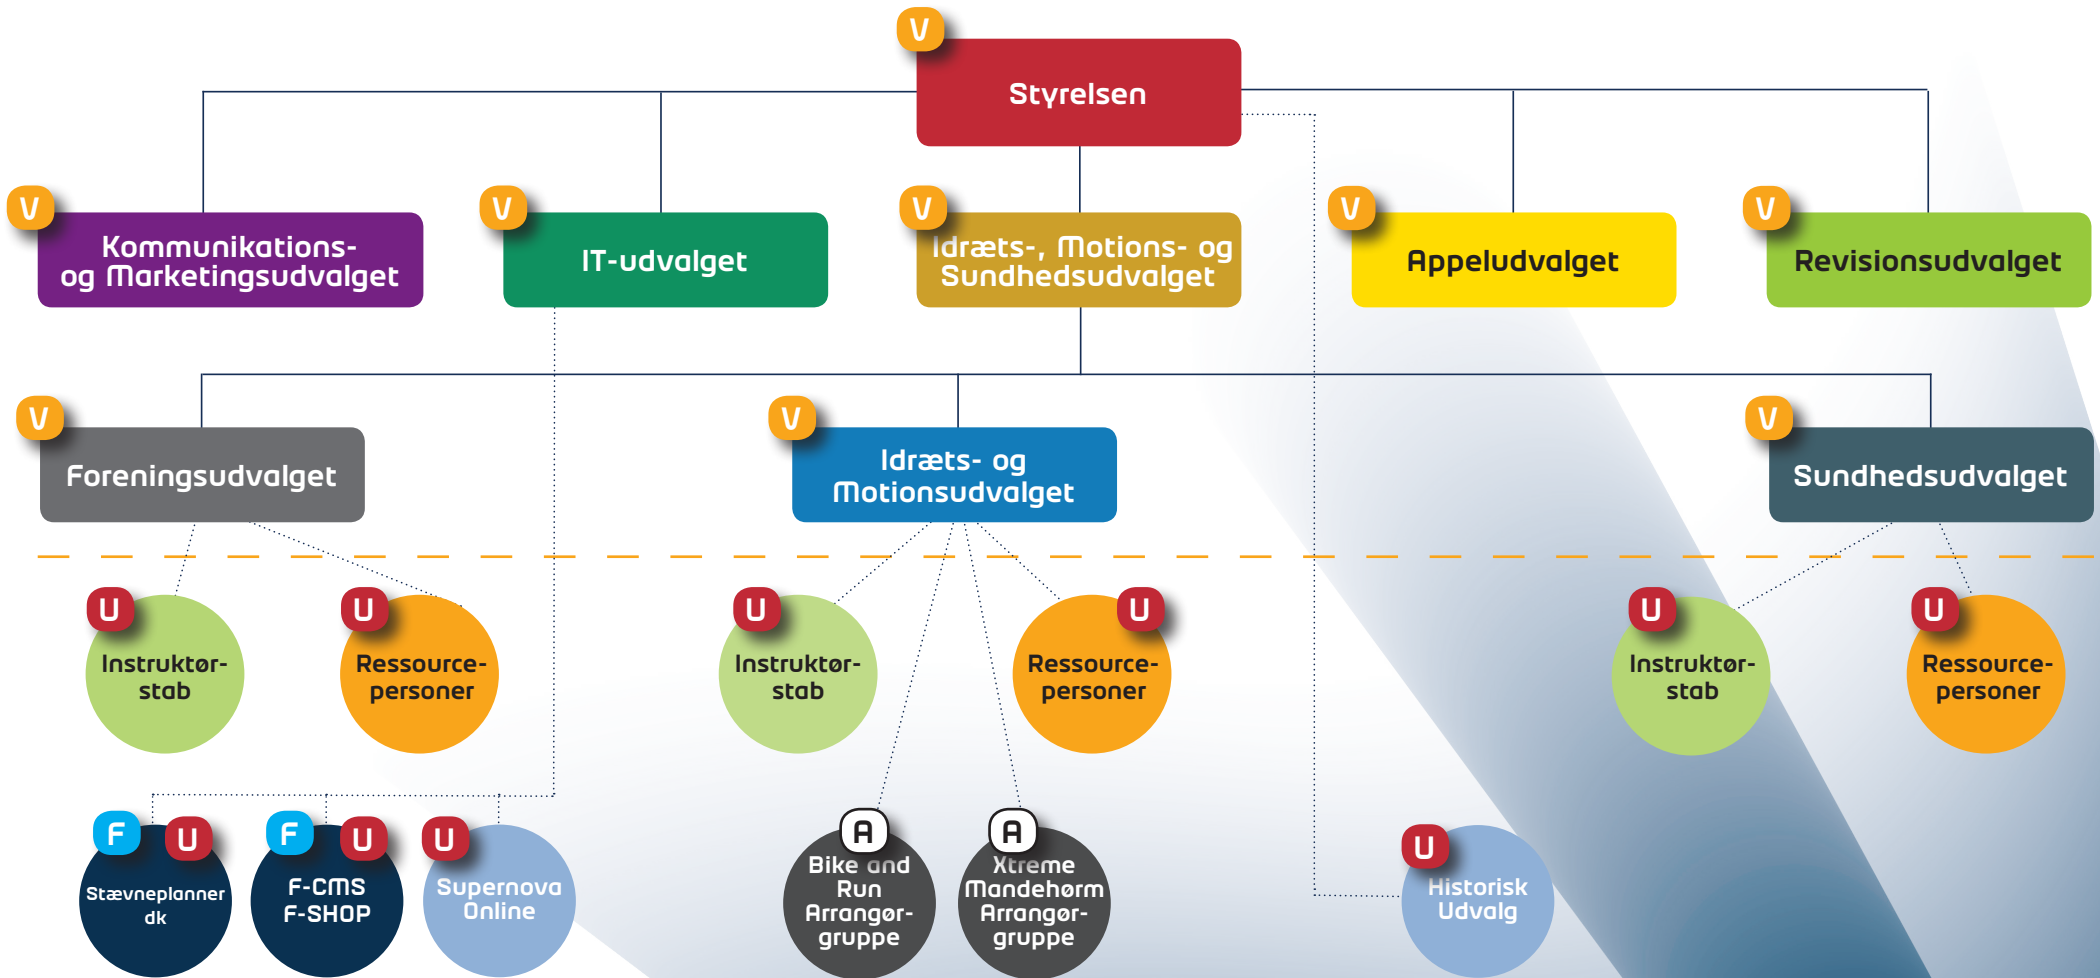 V
Styrelsen
V
Kommunikations-
og Marketingsudvalget
V
IT-udvalget
V
Idræts-, Motions- og
Sundhedsudvalget
V
Appeludvalget
V
Revisionsudvalget
V
Foreningsudvalget
V
Idræts- og
Motionsudvalget
V
Sundhedsudvalget
U
Instruktør-
stab
U
Ressource-
personer
U
Instruktør-
stab
U
Ressource-
personer
U
Instruktør-
stab
U
Ressource-
personer
F
U
Stævneplanner
dk
F
U
F-CMS
F-SHOP
U
Supernova
Online
A
Bike and
Run
Arrangør-
gruppe
A
Xtreme
Mandehørm
Arrangør-
gruppe
U
Historisk
Udvalg